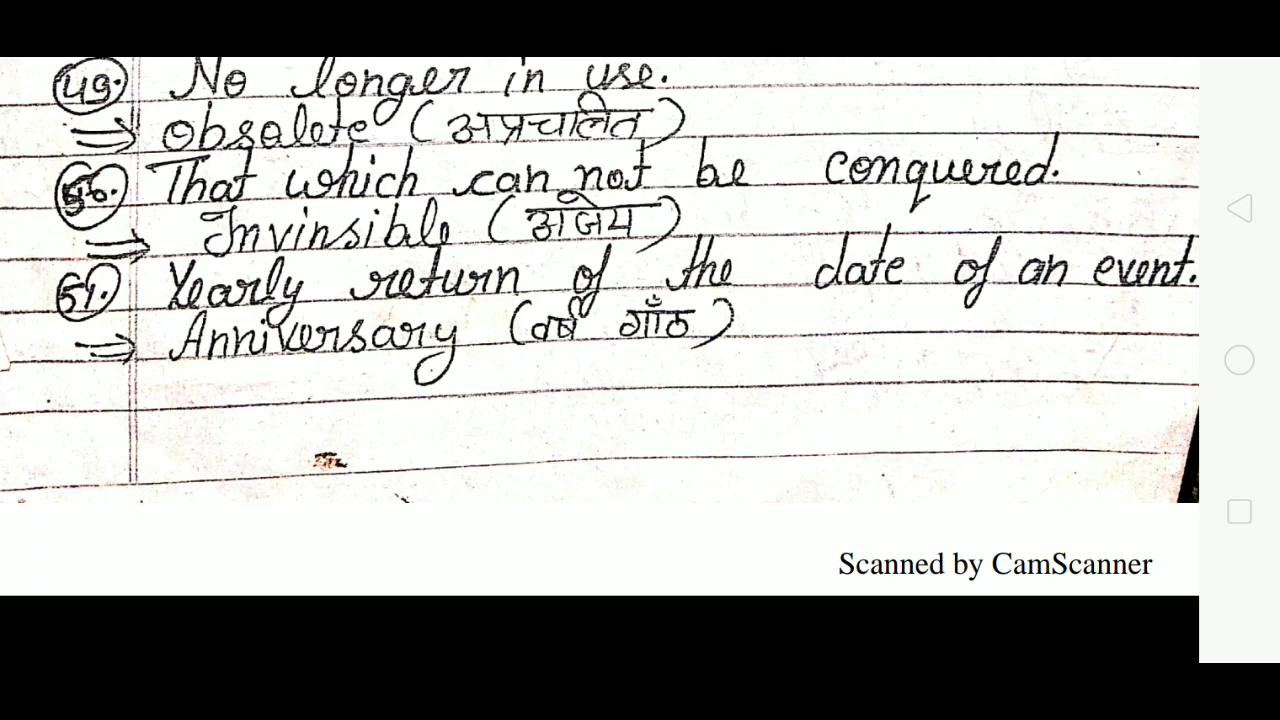 49. No longer in use.
⇒ Obsalete (अप्रचलित)
50. That which can not be conquered.
⇒ Invinsible (अजेय)
51. Yearly return of the date of an event.
⇒ Anniversary (वर्ष गाँठ)
Scanned by CamScanner